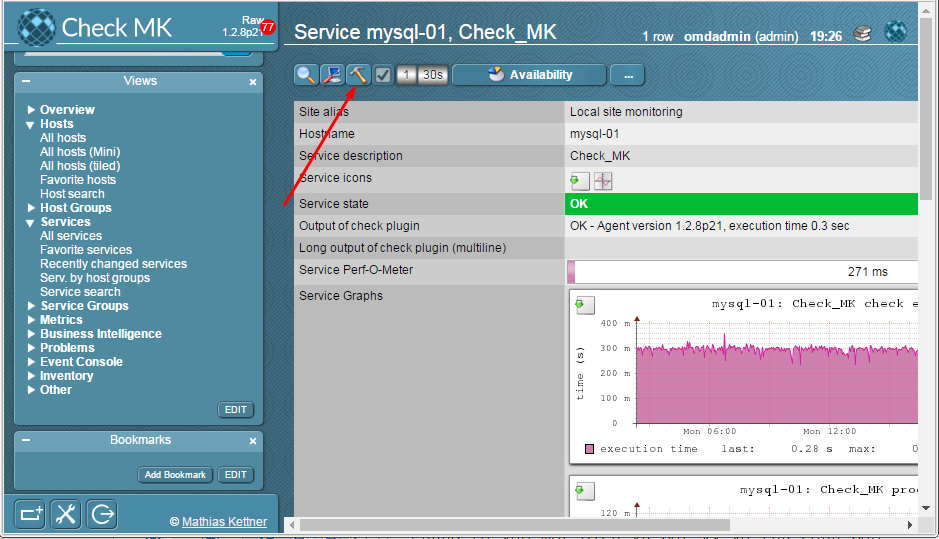 Check MK
Raw
1.2.8p21
77
Service mysql-01, Check_MK
1 row omdadmin (admin) 19:26
Views
Overview
Hosts
All hosts
All hosts (Mini)
All hosts (tiled)
Favorite hosts
Host search
Host Groups
Services
All services
Favorite services
Recently changed services
Serv. by host groups
Service search
Service Groups
Metrics
Business Intelligence
Problems
Event Console
Inventory
Other
EDIT
Bookmarks
Add Bookmark EDIT
© Mathias Kettner
1 30s Availability ...
Site alias Local site monitoring
Hostname mysql-01
Service description Check_MK
Service icons
Service state OK
Output of check plugin OK - Agent version 1.2.8p21, execution time 0.3 sec
Long output of check plugin (multiline)
Service Perf-O-Meter 271 ms
Service Graphs
mysql-01: Check_MK check e
400 m
300 m
200 m
100 m
0
time (s)
Mon 06:00 Mon 12:00
execution time last: 0.28 s max: 0
mysql-01: Check_MK pro
120 m